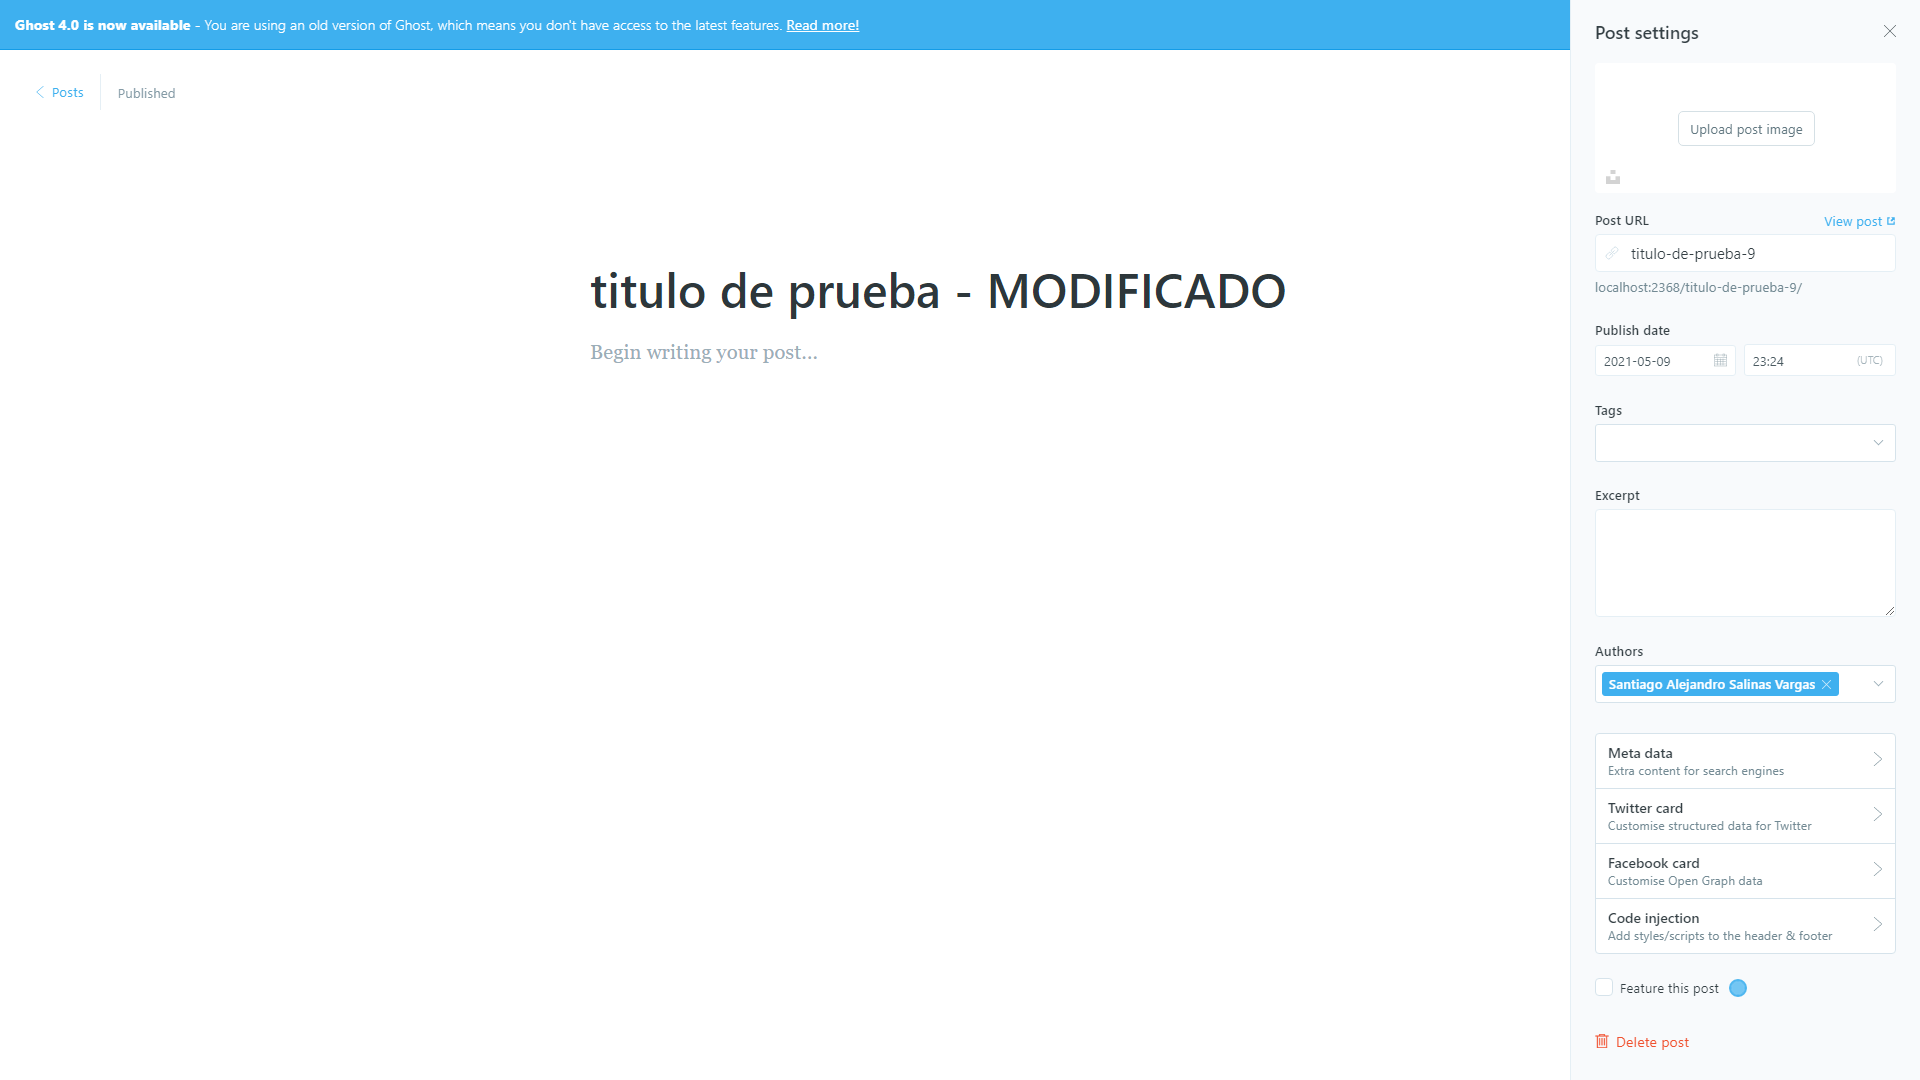 Ghost 4.0 is now available - You are using an old version of Ghost, which means you don't have access to the latest features. Read more!
Posts
Published
titulo de prueba - MODIFICADO
Begin writing your post...
Post settings
Upload post image
Post URL
View post
titulo-de-prueba-9
localhost:2368/titulo-de-prueba-9/
Publish date
2021-05-09
23:24
(UTC)
Tags
Excerpt
Authors
Santiago Alejandro Salinas Vargas
Meta data
Extra content for search engines
Twitter card
Customise structured data for Twitter
Facebook card
Customise Open Graph data
Code injection
Add styles/scripts to the header & footer
Feature this post
Delete post